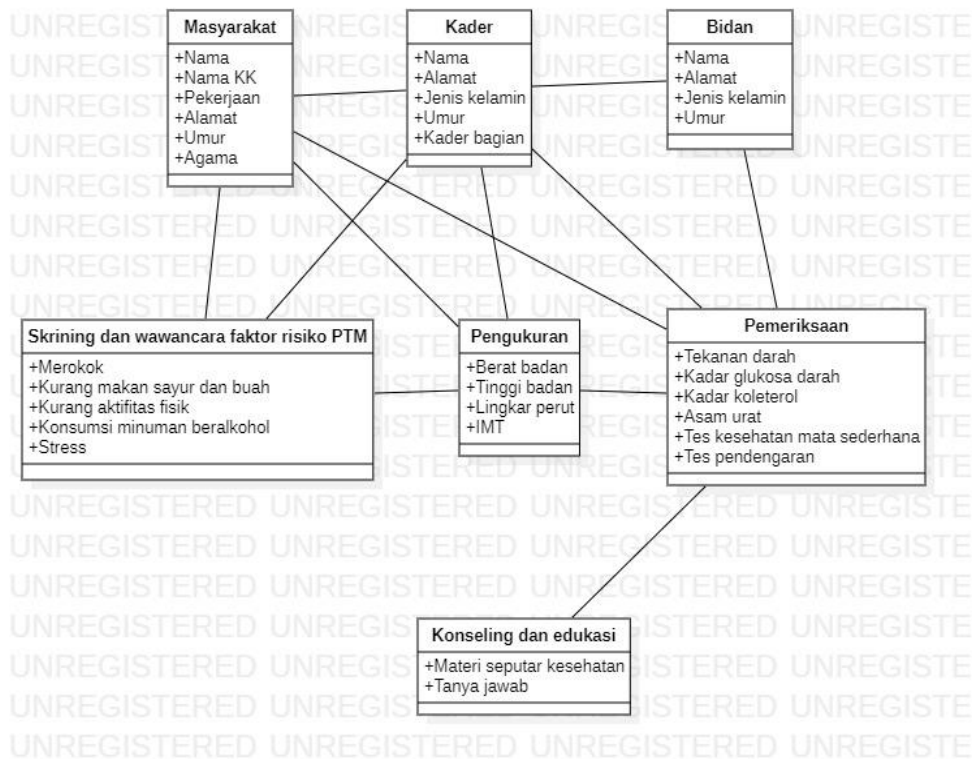 Masyarakat
+Nama
+Nama KK
+Pekerjaan
+Alamat
+Umur
+Agama
Kader
+Nama
+Alamat
+Jenis kelamin
+Umur
+Kader bagian
Bidan
+Nama
+Alamat
+Jenis kelamin
+Umur
Skrining dan wawancara faktor risiko PTM
+Merokok
+Kurang makan sayur dan buah
+Kurang aktifitas fisik
+Konsumsi minuman beralkohol
+Stress
Pengukuran
+Berat badan
+Tinggi badan
+Lingkar perut
+IMT
Pemeriksaan
+Tekanan darah
+Kadar glukosa darah
+Kadar koleterol
+Asam urat
+Tes kesehatan mata sederhana
+Tes pendengaran
Konseling dan edukasi
+Materi seputar kesehatan
+Tanya jawab
UNREGISTERED